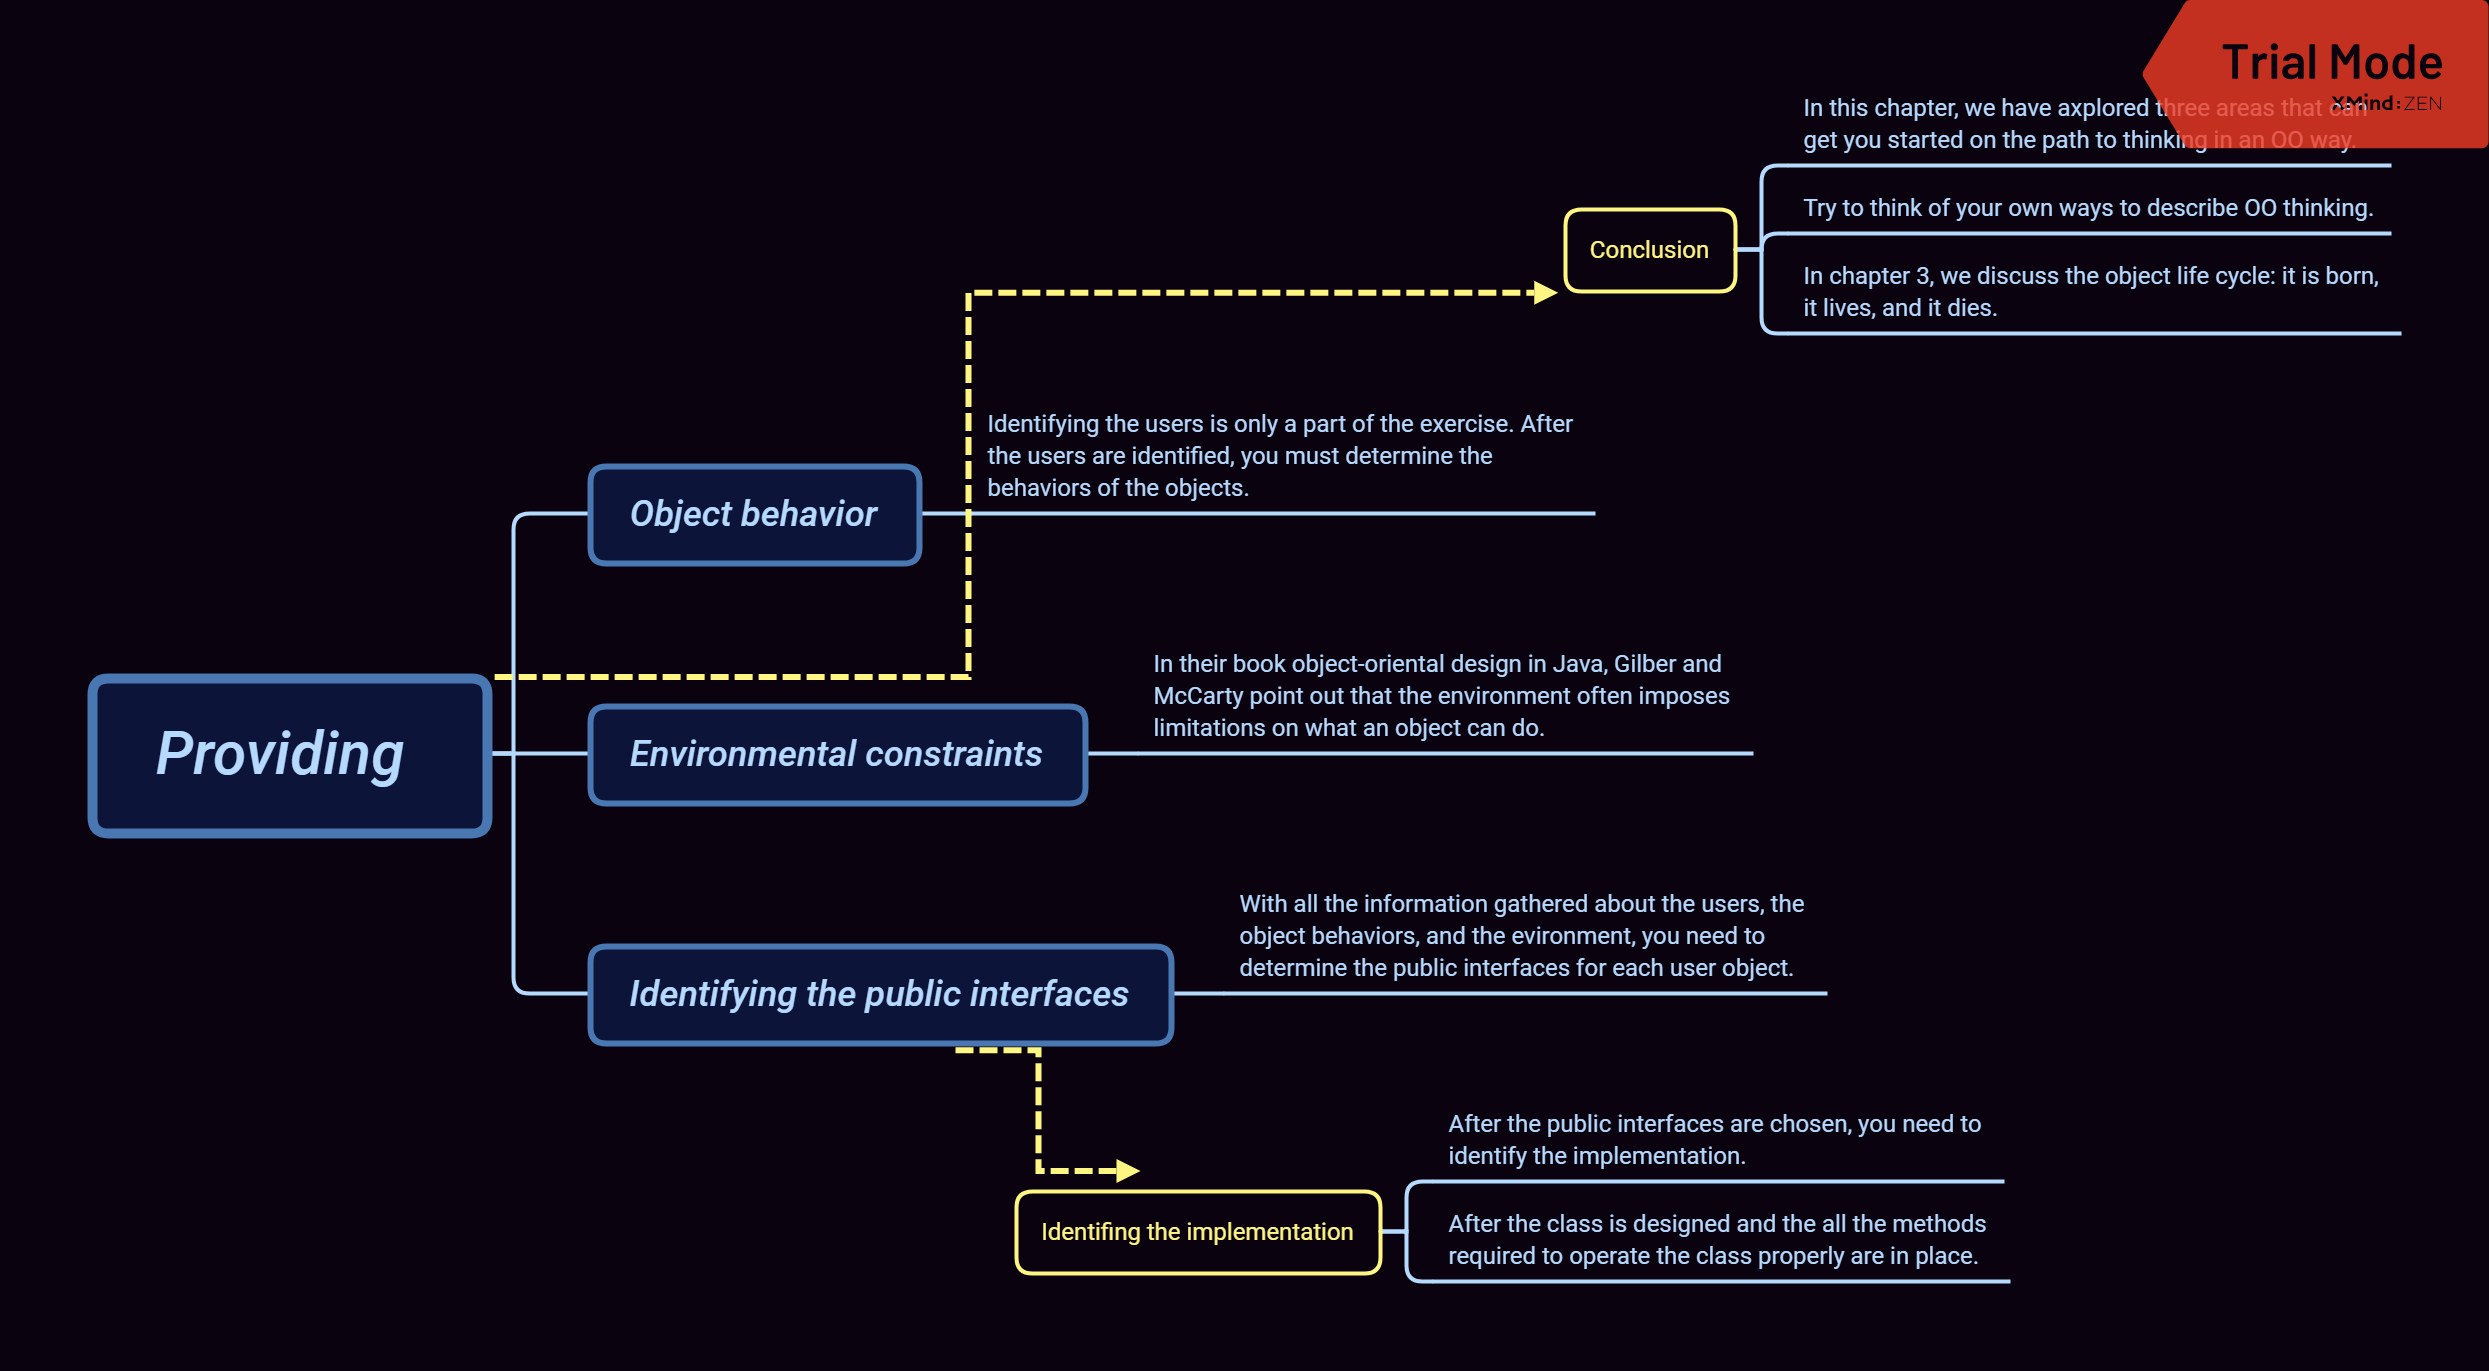 Trial Mode
XMind:ZEN
In this chapter, we have axplored three areas that can
get you started on the path to thinking in an OO way.
Try to think of your own ways to describe OO thinking.
Conclusion
In chapter 3, we discuss the object life cycle: it is born,
it lives, and it dies.
Identifying the users is only a part of the exercise. After
the users are identified, you must determine the
behaviors of the objects.
Object behavior
In their book object-oriental design in Java, Gilber and
McCarty point out that the environment often imposes
limitations on what an object can do.
Providing
Environmental constraints
With all the information gathered about the users, the
object behaviors, and the evironment, you need to
determine the public interfaces for each user object.
Identifying the public interfaces
After the public interfaces are chosen, you need to
identify the implementation.
Identifing the implementation
After the class is designed and the all the methods
required to operate the class properly are in place.